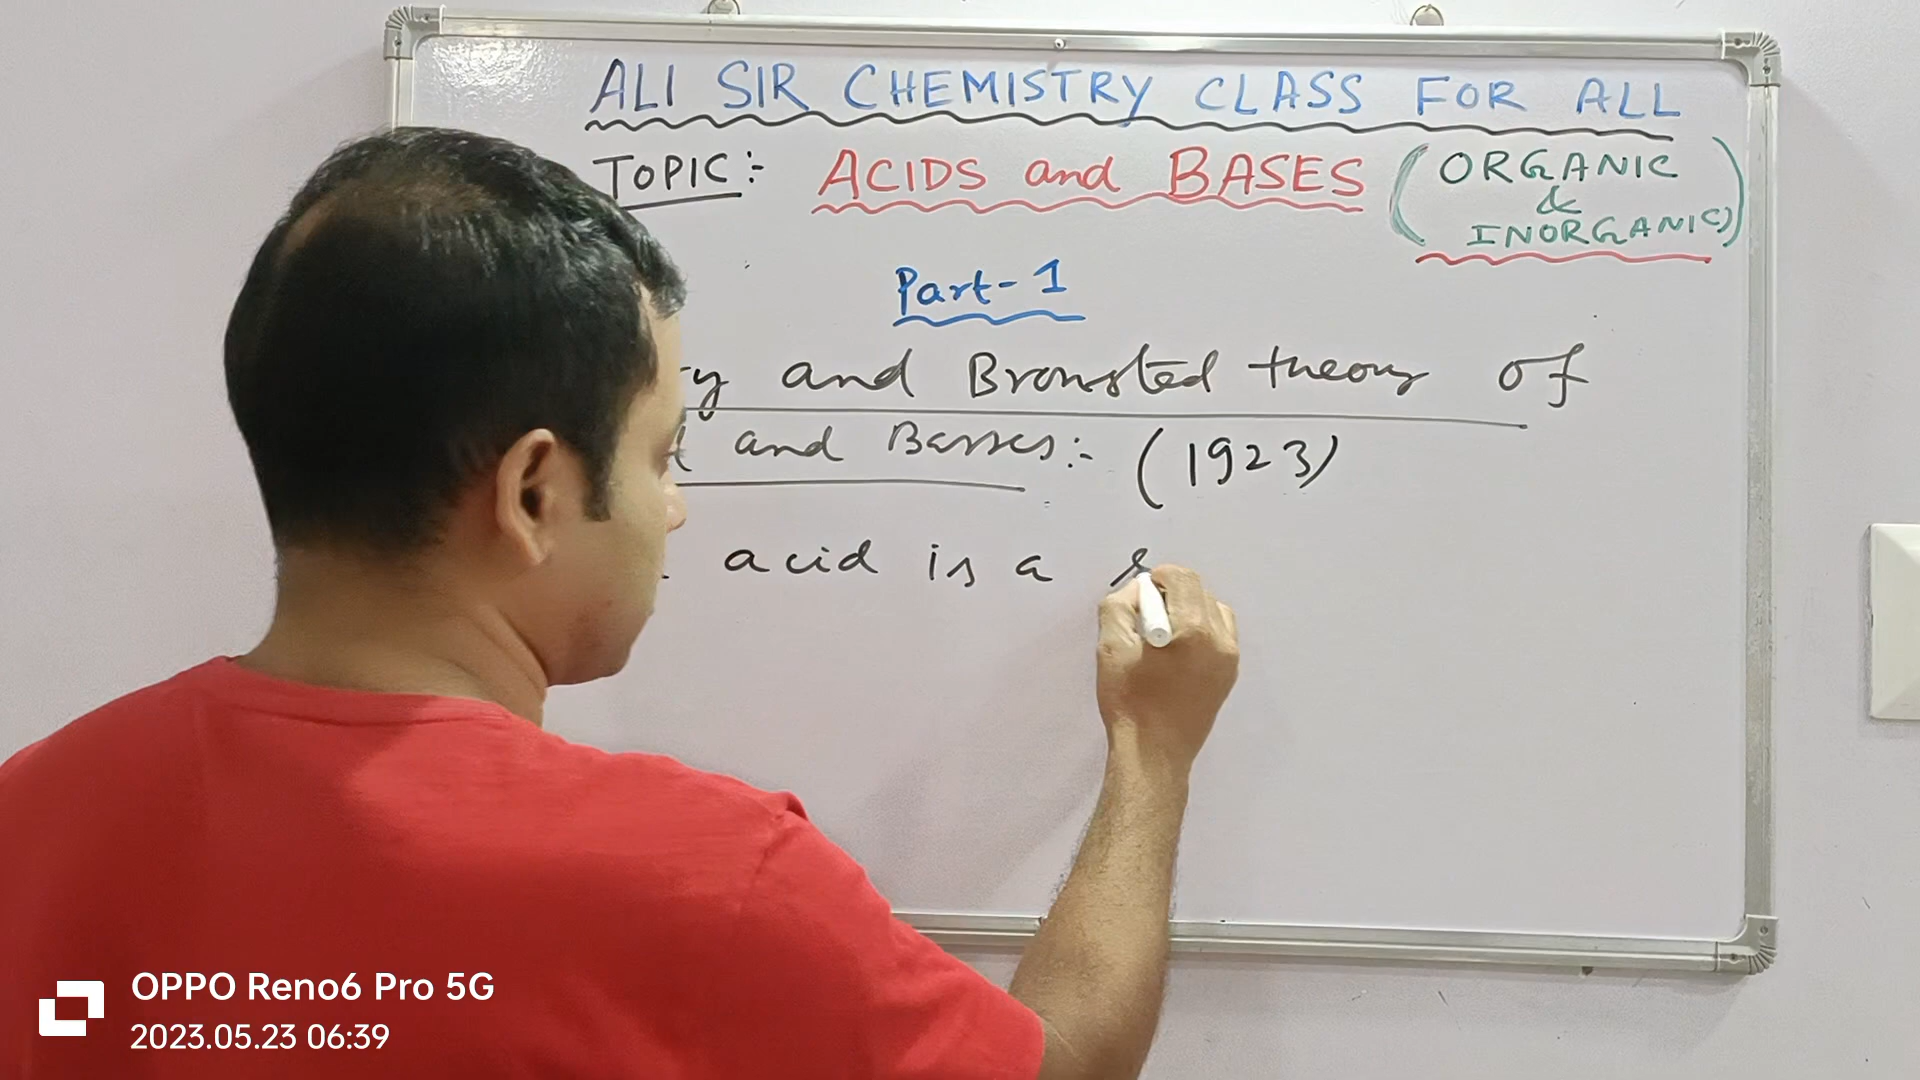 ALI SIR CHEMISTRY CLASS FOR ALL
TOPIC:- ACIDS and BASES (ORGANIC
&
INORGANIC)
Part-1
y and Bronsted theory of
and Basses:- (1923)
acid is a
OPPO Reno6 Pro 5G
2023.05.23 06:39